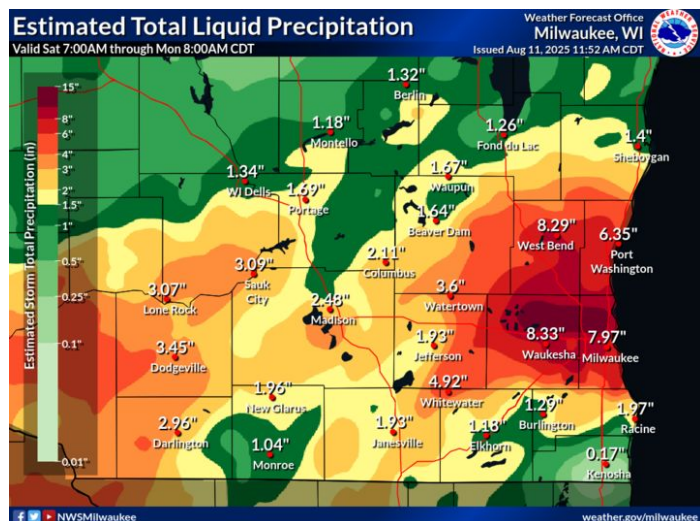 Estimated Total Liquid Precipitation
Valid Sat 7:00AM through Mon 8:00AM CDT
Weather Forecast Office
Milwaukee, WI
Issued Aug 11, 2025 11:52 AM CDT
Estimated Storm Total Precipitation (in)
15"
8"
6"
4"
3"
2"
1.5"
1"
0.5"
0.25"
0.1"
0.01"
1.32"
Berlin
1.18"
Montello
1.26"
Fond du Lac
1.4"
Sheboygan
1.34"
WI Dells
1.69"
Portage
1.67"
Waupun
1.64"
Beaver Dam
8.29"
West Bend
6.35"
Port
Washington
2.11"
Columbus
3.09"
Sauk
City
3.07"
Lone Rock
2.48"
Madison
3.6"
Watertown
8.33"
Waukesha
7.97"
Milwaukee
3.45"
Dodgeville
1.93"
Jefferson
1.96"
New Glarus
4.92"
Whitewater
2.96"
Darlington
1.04"
Monroe
1.93"
Janesville
1.18"
Elkhorn
1.29"
Burlington
1.97"
Racine
0.17"
Kenosha
NWSMilwaukee
weather.gov/milwaukee